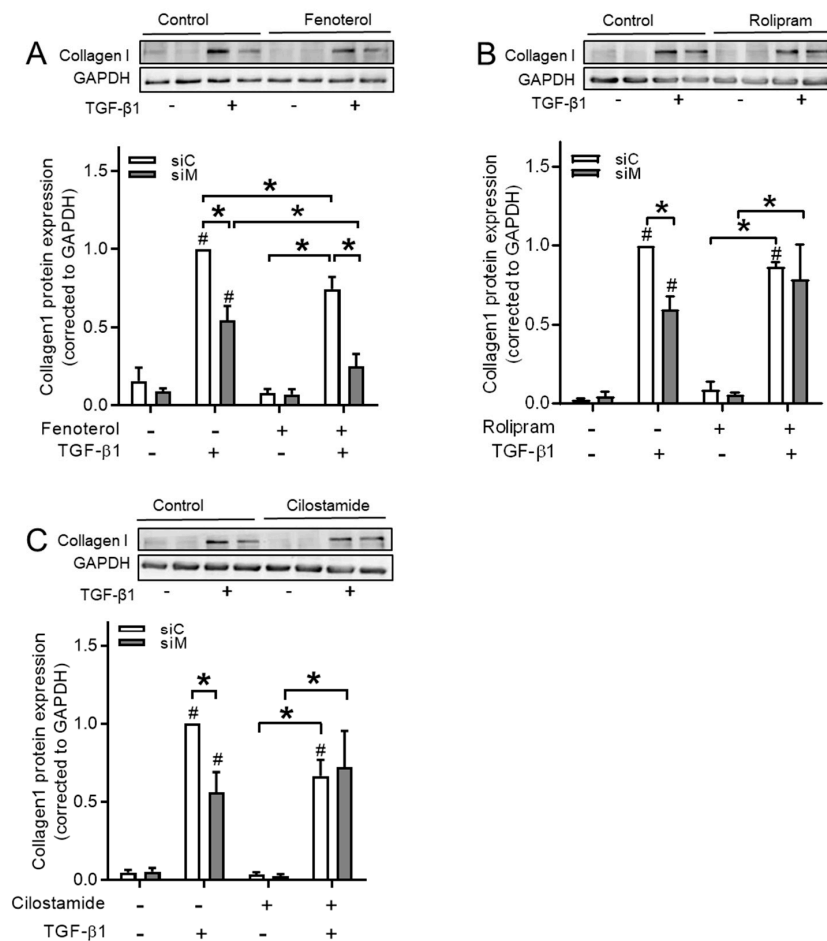 A
Control Fenoterol
Collagen I
GAPDH
TGF-β1 - + - +
siC
siM
Collagen1 protein expression
(corrected to GAPDH)
1.5
1.0
0.5
0.0
* * * * *
# #
Fenoterol - - + +
TGF-β1 - + - +
B
Control Rolipram
Collagen I
GAPDH
TGF-β1 - + - +
siC
siM
Collagen1 protein expression
(corrected to GAPDH)
1.5
1.0
0.5
0.0
* * *
# # #
Rolipram - - + +
TGF-β1 - + - +
C
Control Cilostamide
Collagen I
GAPDH
TGF-β1 - + - +
siC
siM
Collagen1 protein expression
(corrected to GAPDH)
1.5
1.0
0.5
0.0
* * *
# # #
Cilostamide - - + +
TGF-β1 - + - +